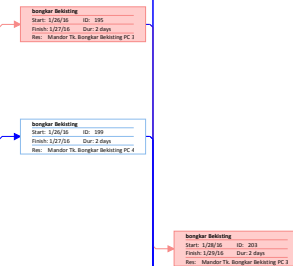 bongkar Bekisting
Start: 1/26/16 ID: 195
Finish: 1/27/16 Dur: 2 days
Res: Mandor Tk. Bongkar Bekisting PC 1
bongkar Bekisting
Start: 1/26/16 ID: 199
Finish: 1/27/16 Dur: 2 days
Res: Mandor Tk. Bongkar Bekisting PC 4
bongkar Bekisting
Start: 1/28/16 ID: 203
Finish: 1/29/16 Dur: 2 days
Res: Mandor Tk. Bongkar Bekisting PC 3